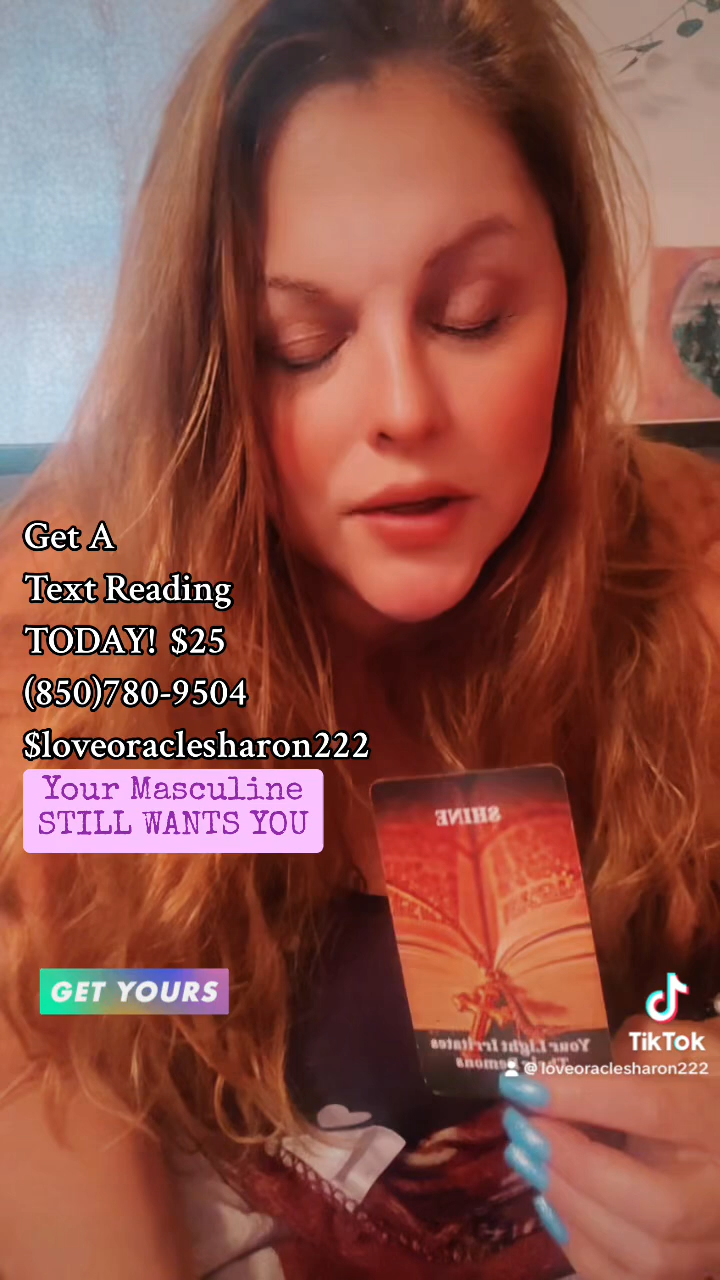 Get A
Text Reading
TODAY! $25
(850)780-9504
$loveoraclesharon222
Your Masculine
STILL WANTS YOU
SHINE
GET YOURS
Your Light Irritates
Their Demons
TikTok
@loveoraclesharon222